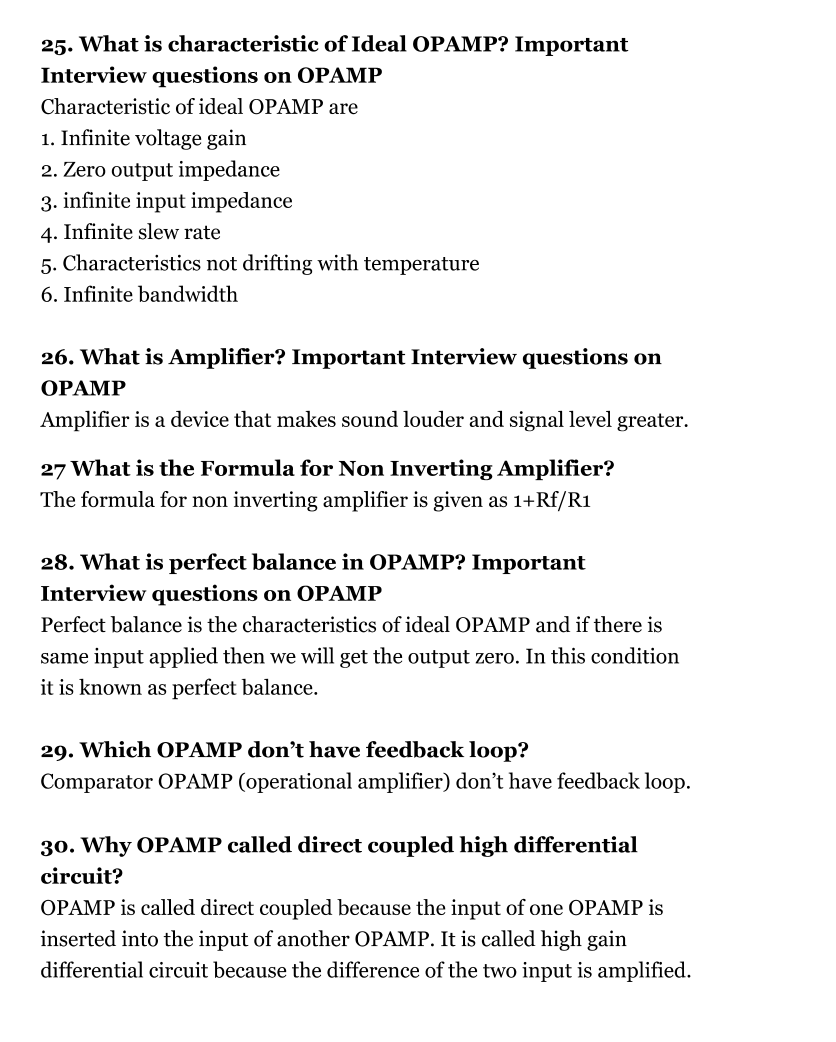 25. What is characteristic of Ideal OPAMP? Important
Interview questions on OPAMP
Characteristic of ideal OPAMP are
1. Infinite voltage gain
2. Zero output impedance
3. infinite input impedance
4. Infinite slew rate
5. Characteristics not drifting with temperature
6. Infinite bandwidth
26. What is Amplifier? Important Interview questions on
OPAMP
Amplifier is a device that makes sound louder and signal level greater.
27 What is the Formula for Non Inverting Amplifier?
The formula for non inverting amplifier is given as 1+Rf/R1
28. What is perfect balance in OPAMP? Important
Interview questions on OPAMP
Perfect balance is the characteristics of ideal OPAMP and if there is
same input applied then we will get the output zero. In this condition
it is known as perfect balance.
29. Which OPAMP don’t have feedback loop?
Comparator OPAMP (operational amplifier) don’t have feedback loop.
30. Why OPAMP called direct coupled high differential
circuit?
OPAMP is called direct coupled because the input of one OPAMP is
inserted into the input of another OPAMP. It is called high gain
differential circuit because the difference of the two input is amplified.